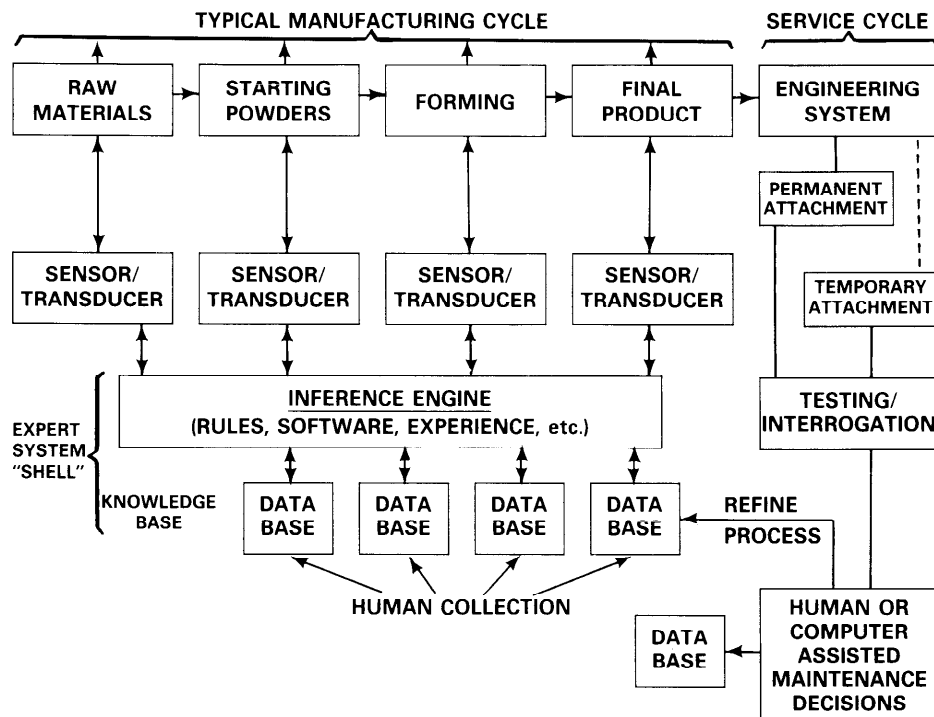 TYPICAL MANUFACTURING CYCLE
SERVICE CYCLE
RAW
MATERIALS
STARTING
POWDERS
FORMING
FINAL
PRODUCT
ENGINEERING
SYSTEM
PERMANENT
ATTACHMENT
SENSOR/
TRANSDUCER
SENSOR/
TRANSDUCER
SENSOR/
TRANSDUCER
SENSOR/
TRANSDUCER
TEMPORARY
ATTACHMENT
INFERENCE ENGINE
(RULES, SOFTWARE, EXPERIENCE, etc.)
TESTING/
INTERROGATION
EXPERT
SYSTEM
"SHELL"
KNOWLEDGE
BASE
DATA
BASE
DATA
BASE
DATA
BASE
DATA
BASE
REFINE
PROCESS
HUMAN COLLECTION
DATA
BASE
HUMAN OR
COMPUTER
ASSISTED
MAINTENANCE
DECISIONS